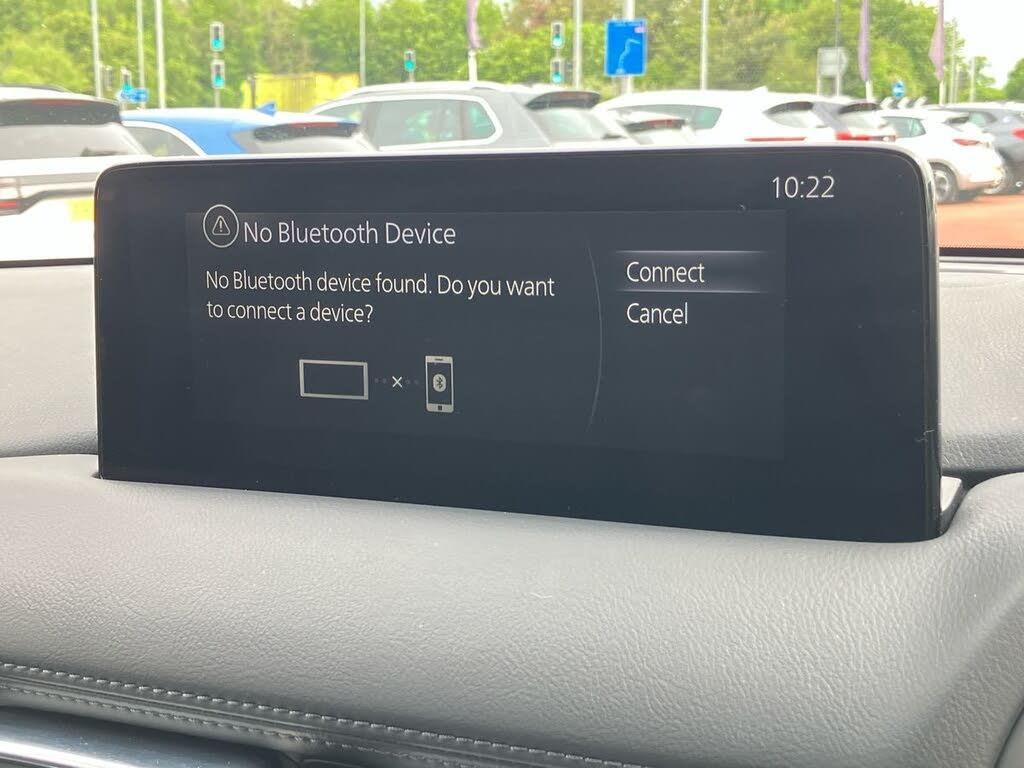 10:22
No Bluetooth Device
No Bluetooth device found. Do you want
to connect a device?
Connect
Cancel